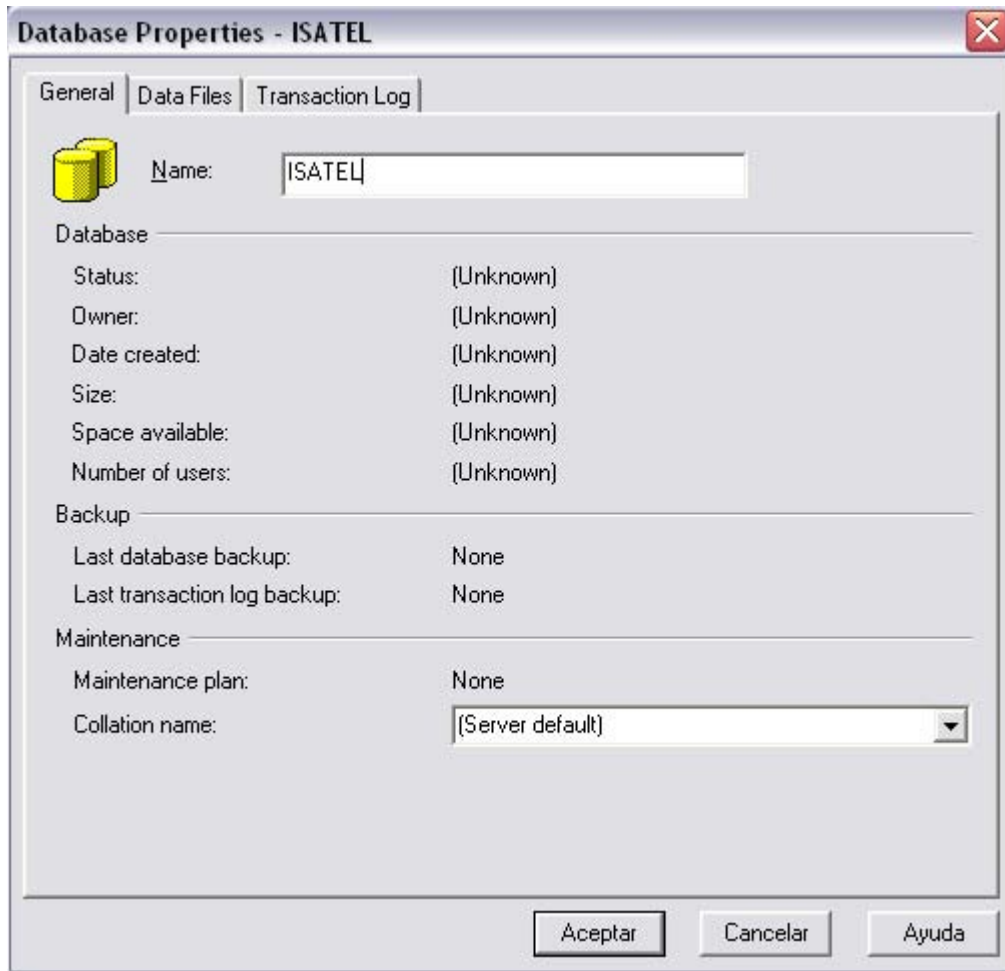 Database Properties - ISATEL
General Data Files Transaction Log
Name: ISATEL
Database
Status: (Unknown)
Owner: (Unknown)
Date created: (Unknown)
Size: (Unknown)
Space available: (Unknown)
Number of users: (Unknown)
Backup
Last database backup: None
Last transaction log backup: None
Maintenance
Maintenance plan: None
Collation name: (Server default)
Aceptar Cancelar Ayuda